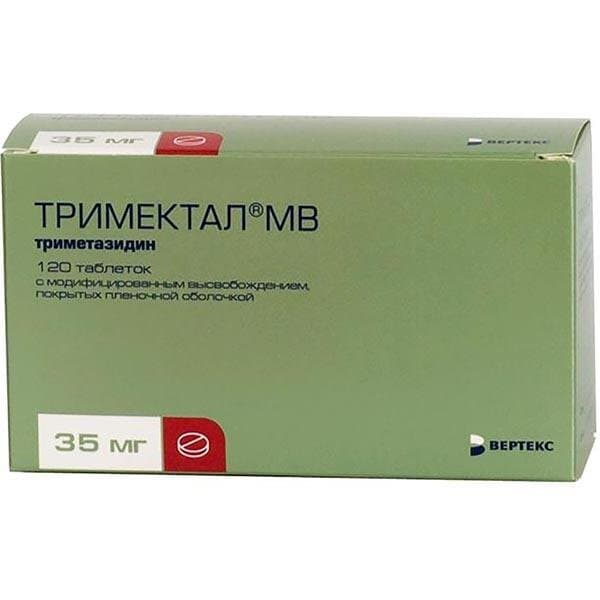 35 мг
ВЕРТЕКС
ТРИМЕКТАЛ® МВ
триметазидин
120 таблеток
с модифицированным высвобождением,
покрытых пленочной оболочкой
35 мг
ВЕРТЕКС